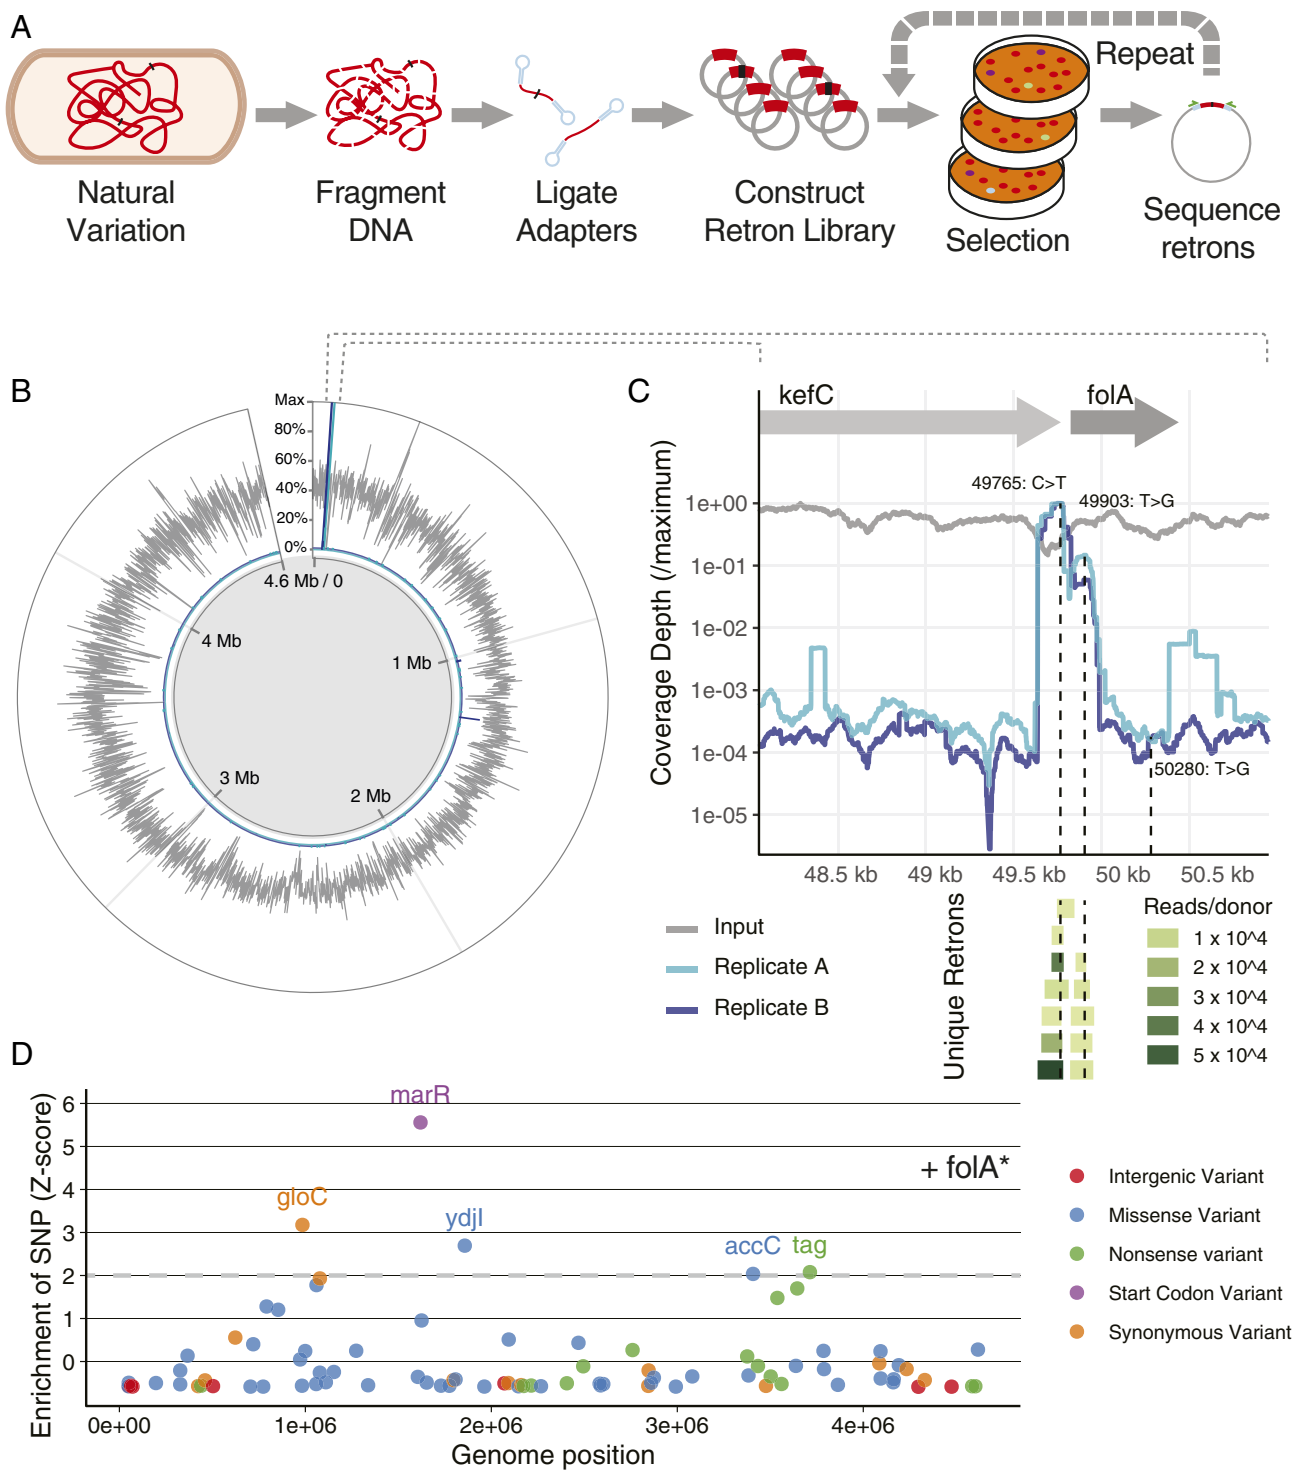 A
Repeat
Natural
Variation
Fragment
DNA
Ligate
Adapters
Construct
Retron Library
Selection
Sequence
retrons
B
Max
80%
60%
40%
20%
0%
4.6 Mb / 0
1 Mb
2 Mb
3 Mb
4 Mb
C
kefC
folA
49765: C>T
49903: T>G
50280: T>G
Coverage Depth (/maximum)
1e+00
1e-01
1e-02
1e-03
1e-04
1e-05
48.5 kb
49 kb
49.5 kb
50 kb
50.5 kb
Input
Replicate A
Replicate B
Unique Retrons
Reads/donor
1 x 10^4
2 x 10^4
3 x 10^4
4 x 10^4
5 x 10^4
D
Enrichment of SNP (Z-score)
6
5
4
3
2
1
0
marR
gloC
ydjI
accC
tag
+ folA*
0e+00
1e+06
2e+06
3e+06
4e+06
Genome position
Intergenic Variant
Missense Variant
Nonsense variant
Start Codon Variant
Synonymous Variant